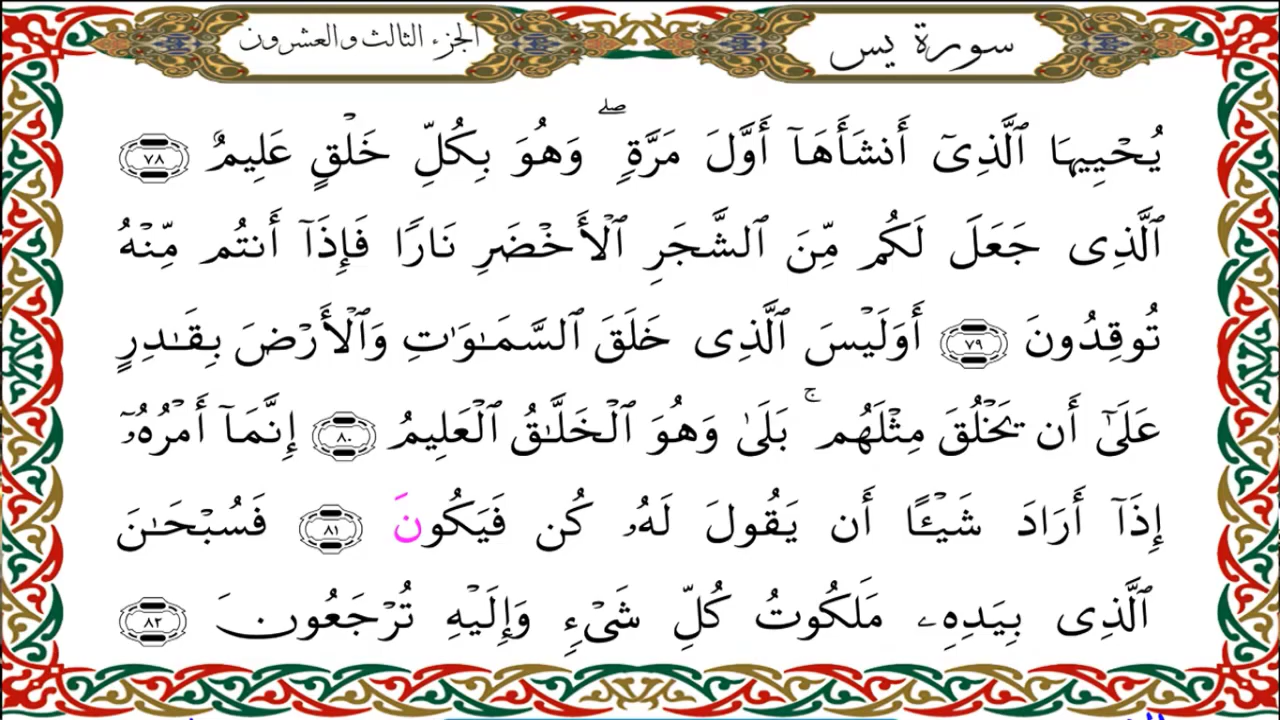 سورة يس
الجزء الثالث والعشرون
يُحْيِيهَا ٱلَّذِىٓ أَنشَأَهَآ أَوَّلَ مَرَّةٍ ۖ وَهُوَ بِكُلِّ خَلْقٍ عَلِيمٌ ٧٨
ٱلَّذِى جَعَلَ لَكُم مِّنَ ٱلشَّجَرِ ٱلْأَخْضَرِ نَارًا فَإِذَآ أَنتُم مِّنْهُ
تُوقِدُونَ ٧٩ أَوَلَيْسَ ٱلَّذِى خَلَقَ ٱلسَّمَـٰوَٰتِ وَٱلْأَرْضَ بِقَـٰدِرٍ
عَلَىٰٓ أَن يَخْلُقَ مِثْلَهُم ۚ بَلَىٰ وَهُوَ ٱلْخَلَّـٰقُ ٱلْعَلِيمُ ٨٠ إِنَّمَآ أَمْرُهُۥٓ
إِذَآ أَرَادَ شَيْـًٔا أَن يَقُولَ لَهُۥ كُن فَيَكُونَ ٨١ فَسُبْحَـٰنَ
ٱلَّذِى بِيَدِهِۦ مَلَكُوتُ كُلِّ شَىْءٍ وَإِلَيْهِ تُرْجَعُونَ ٨٢